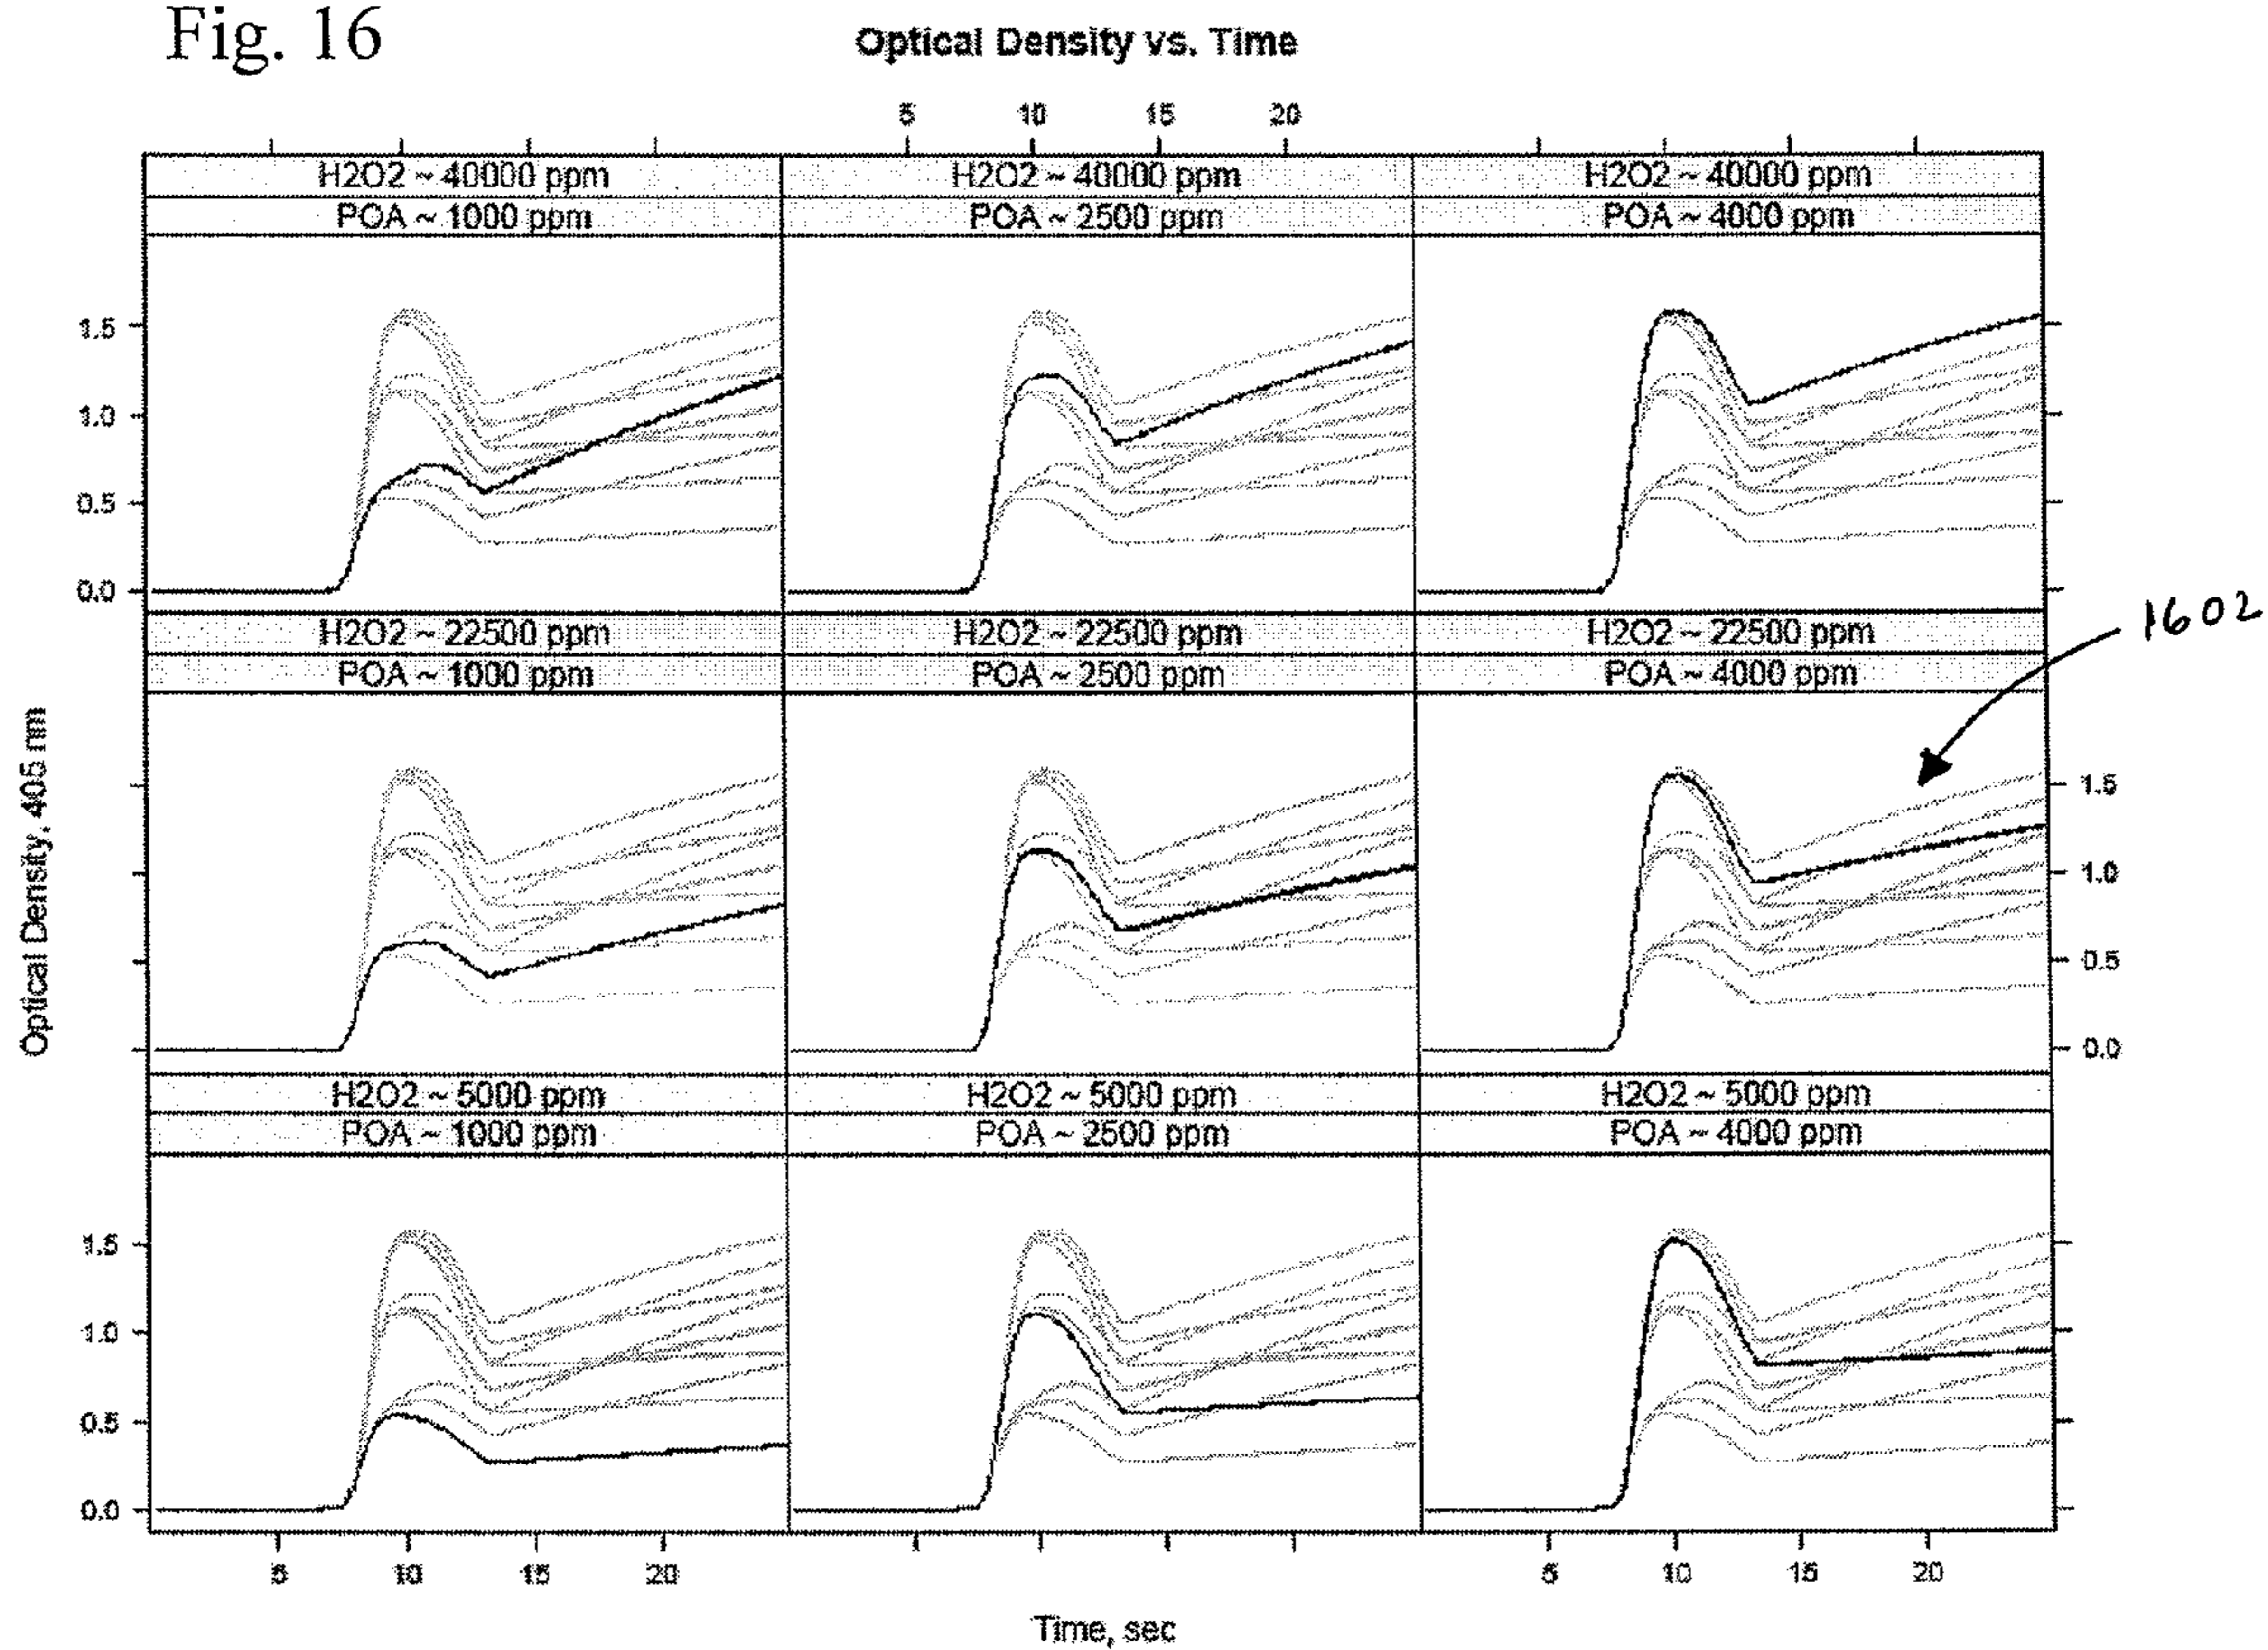 Fig. 16
Optical Density vs. Time
5 10 15 20
H2O2 ~ 40000 ppm H2O2 ~ 40000 ppm H2O2 ~ 40000 ppm
POA ~ 1000 ppm POA ~ 2500 ppm POA ~ 4000 ppm
1.5
1.0
0.5
0.0
1602
H2O2 ~ 22500 ppm H2O2 ~ 22500 ppm H2O2 ~ 22500 ppm
POA ~ 1000 ppm POA ~ 2500 ppm POA ~ 4000 ppm
Optical Density, 405 nm
1.5
1.0
0.5
0.0
H2O2 ~ 5000 ppm H2O2 ~ 5000 ppm H2O2 ~ 5000 ppm
POA ~ 1000 ppm POA ~ 2500 ppm POA ~ 4000 ppm
1.5
1.0
0.5
0.0
5 10 15 20 5 10 15 20
Time, sec